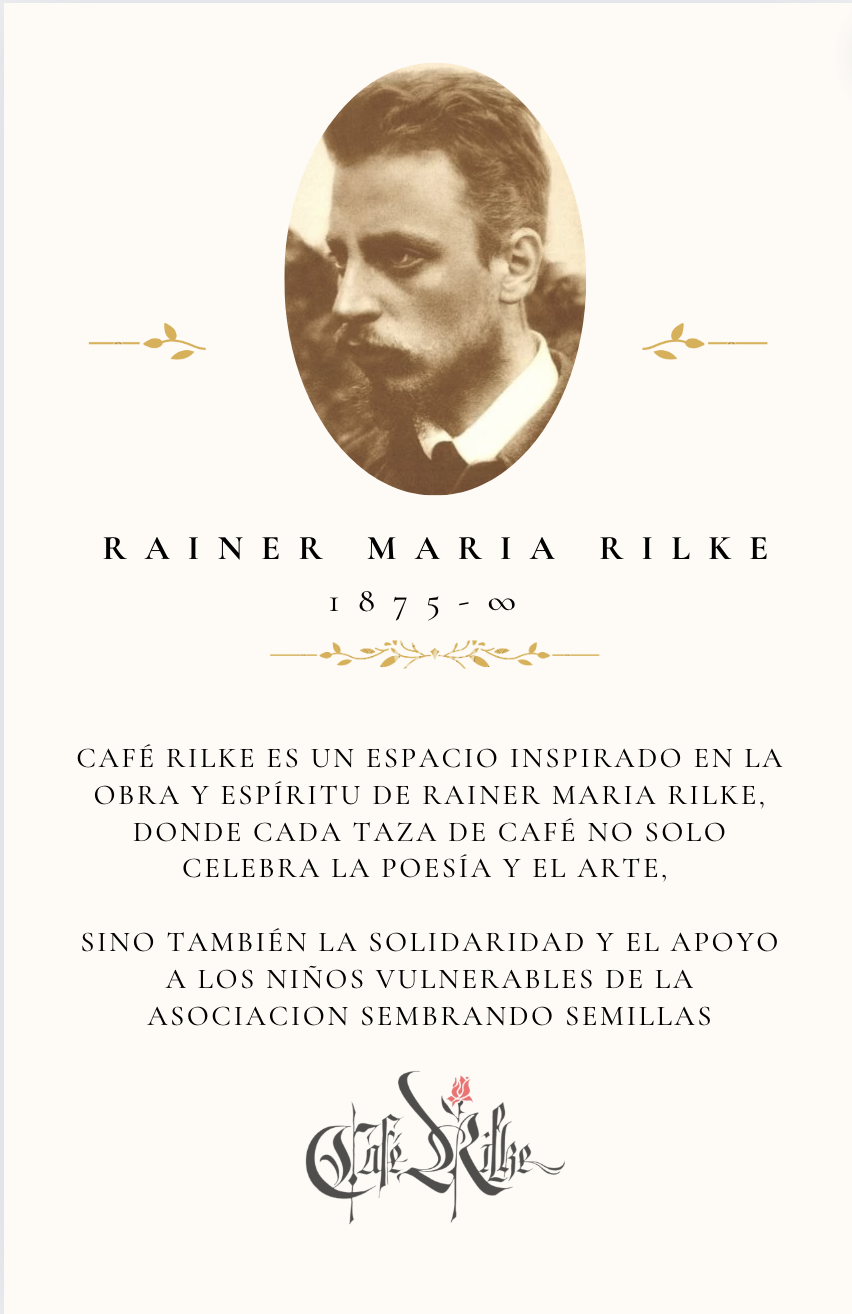 RAINER MARIA RILKE
1875-∞
CAFÉ RILKE ES UN ESPACIO INSPIRADO EN LA
OBRA Y ESPÍRITU DE RAINER MARIA RILKE,
DONDE CADA TAZA DE CAFÉ NO SOLO
CELEBRA LA POESÍA Y EL ARTE,
SINO TAMBIÉN LA SOLIDARIDAD Y EL APOYO
A LOS NIÑOS VULNERABLES DE LA
ASOCIACION SEMBRANDO SEMILLAS
Café Rilke